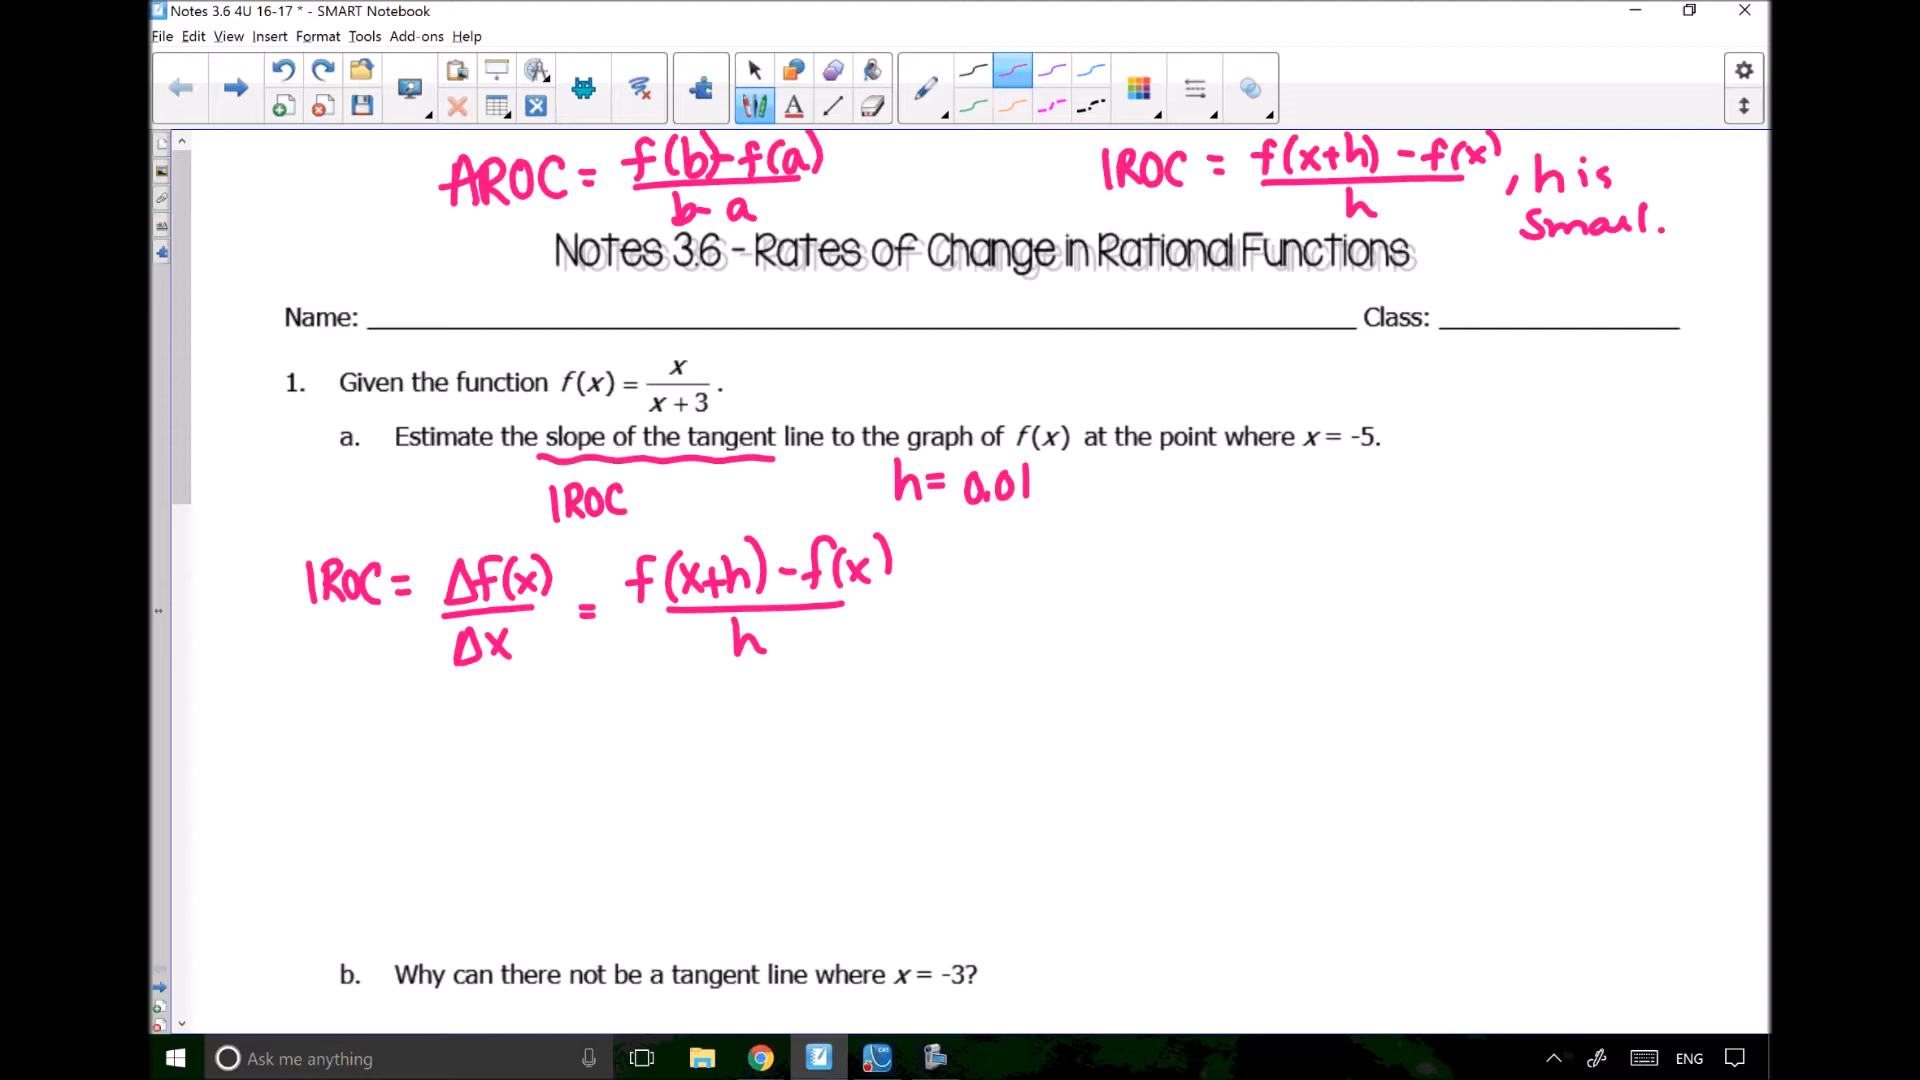 Notes 3.6 4U 16-17 * - SMART Notebook
File Edit View Insert Format Tools Add-ons Help
AROC = f(b)-f(a) / b-a
IROC = f(x+h) - f(x) / h , h is small.
Notes 3.6 - Rates of Change in Rational Functions
Name: ____ Class: ____
1. Given the function f(x) = x / x + 3 .
a. Estimate the slope of the tangent line to the graph of f(x) at the point where x = -5.
IROC h = 0.01
IROC = Δf(x) / Δx = f(x+h) - f(x) / h
b. Why can there not be a tangent line where x = -3?
Ask me anything
ENG